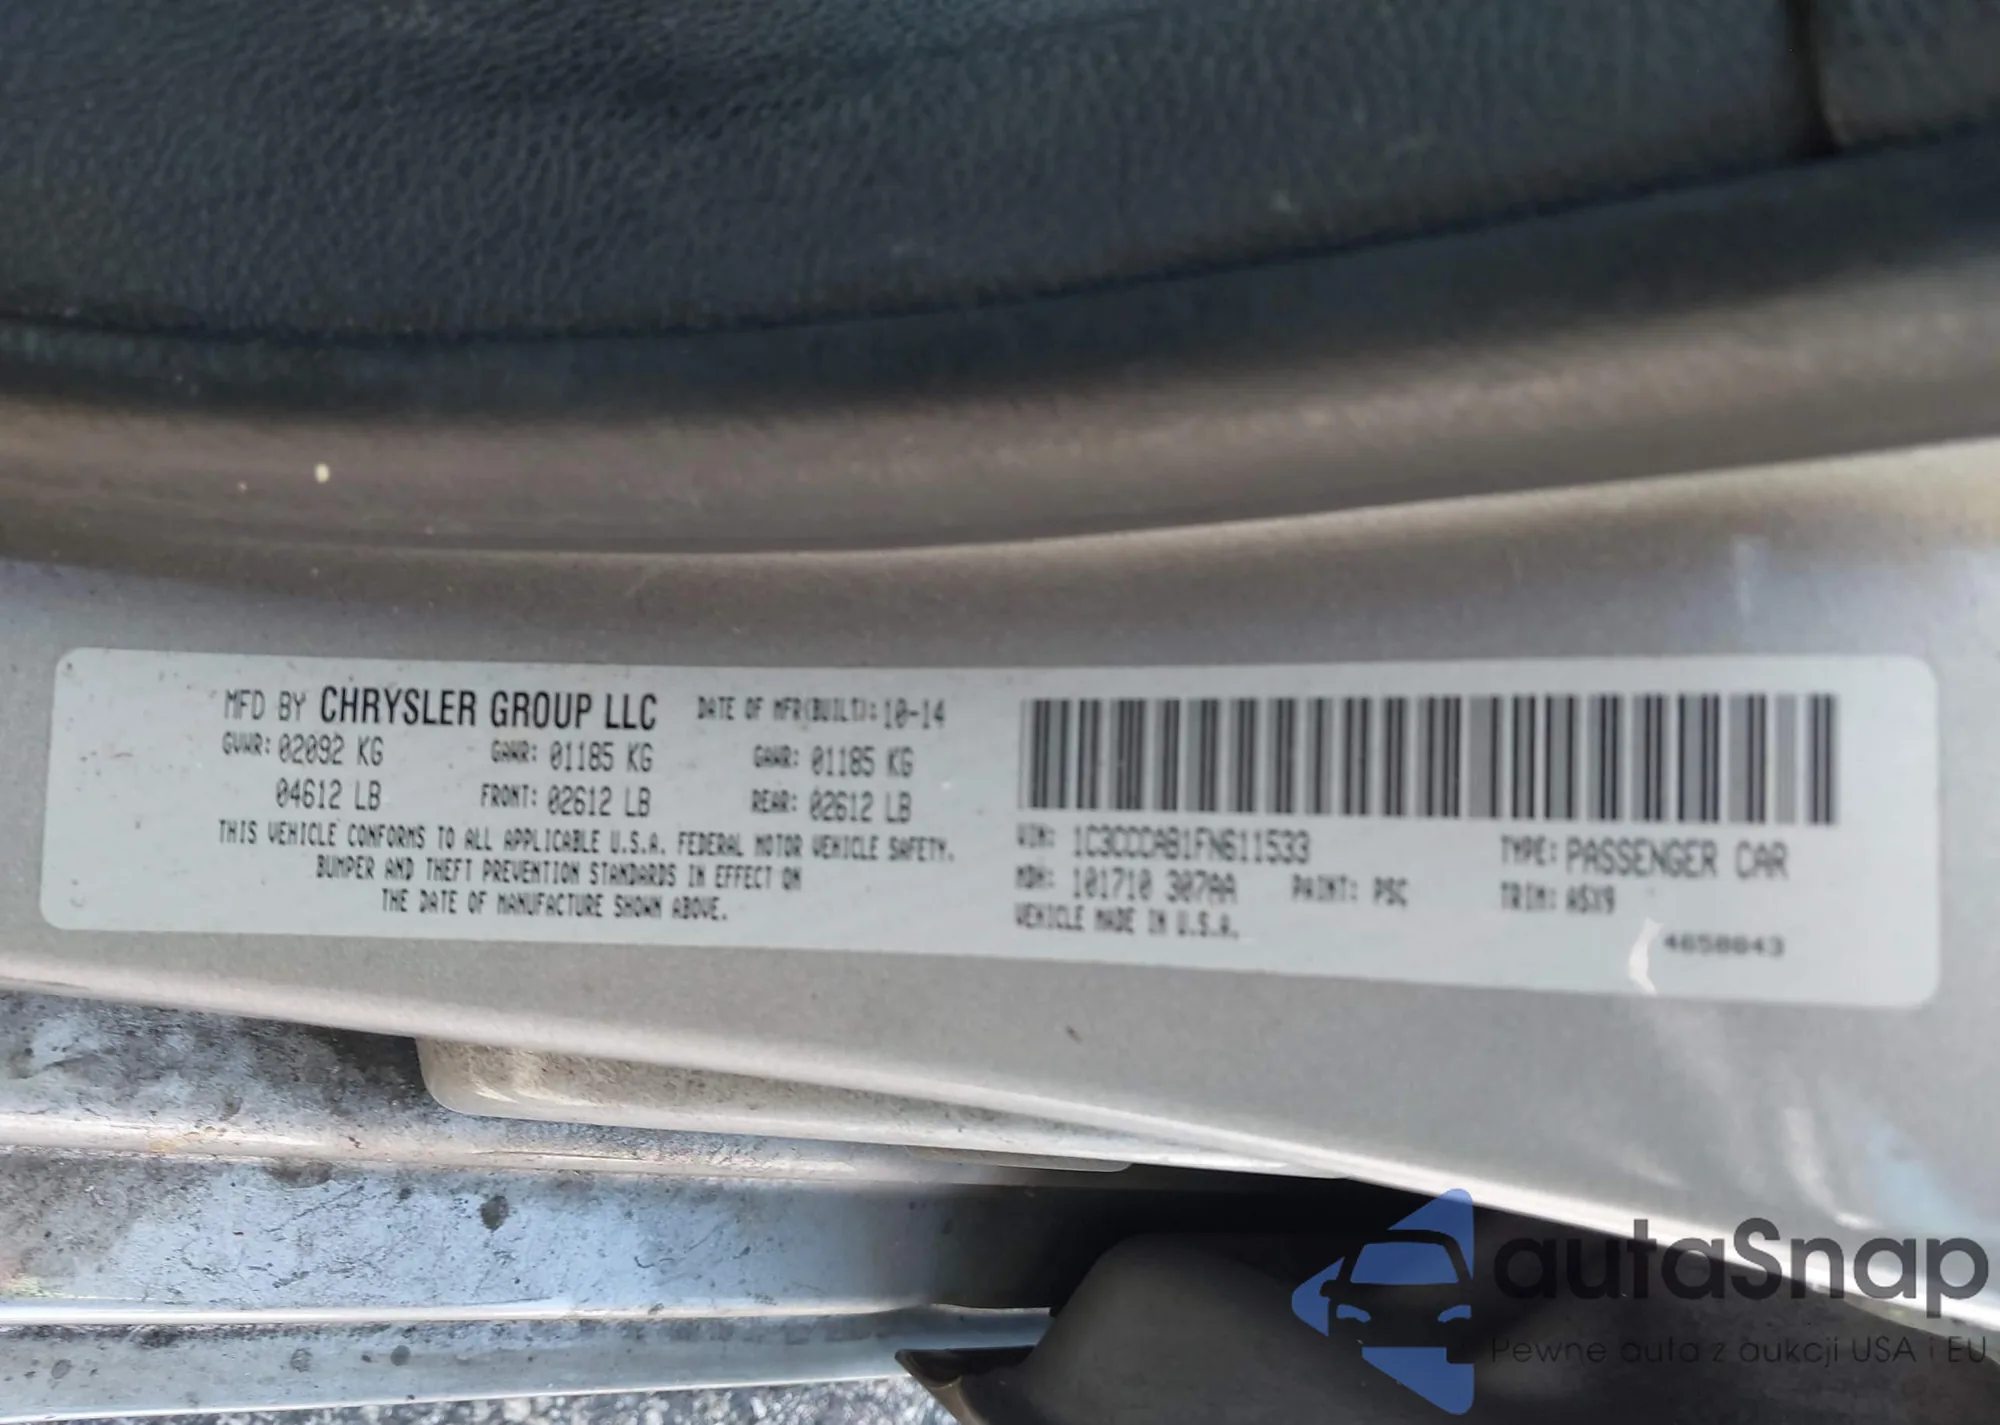 MFD BY CHRYSLER GROUP LLC DATE OF MFR(BUILT): 10-14
GVWR: 02092 KG GAWR: 01185 KG GAWR: 01185 KG
04612 LB FRONT: 02612 LB REAR: 02612 LB
THIS VEHICLE CONFORMS TO ALL APPLICABLE U.S.A. FEDERAL MOTOR VEHICLE SAFETY,
BUMPER AND THEFT PREVENTION STANDARDS IN EFFECT ON
THE DATE OF MANUFACTURE SHOWN ABOVE.
VIN: 1C3CCCAB1FN611533 TYPE: PASSENGER CAR
MDH: 101710 307AA PAINT: PSC TRIM: A5X9
VEHICLE MADE IN U.S.A.
4658843
autaSnap
Pewne auta z aukcji USA i EU